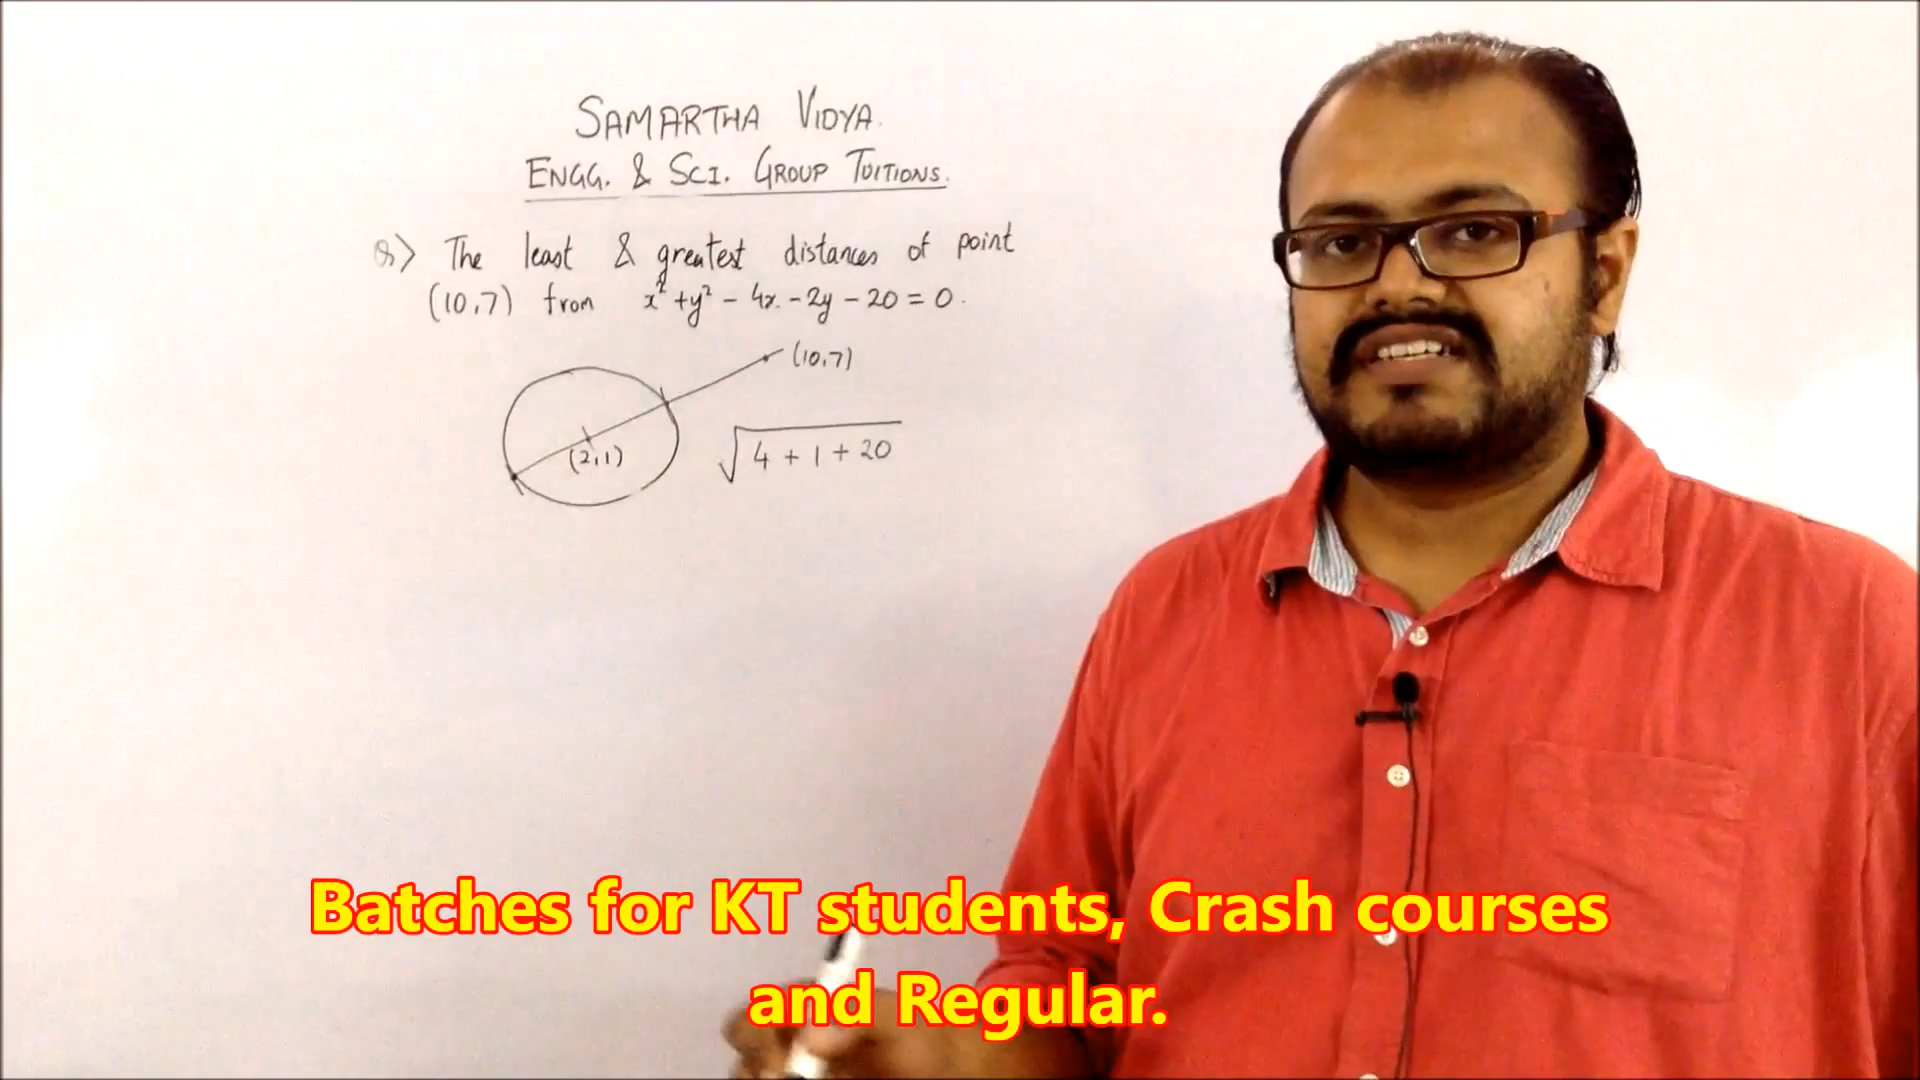 SAMARTHA VIDYA.
ENGG. & SCI. GROUP TUITIONS.
Q> The least & greatest distances of point
(10,7) from x² + y² - 4x - 2y - 20 = 0.
(10,7)
(2,1)
√4 + 1 + 20
Batches for KT students, Crash courses
and Regular.